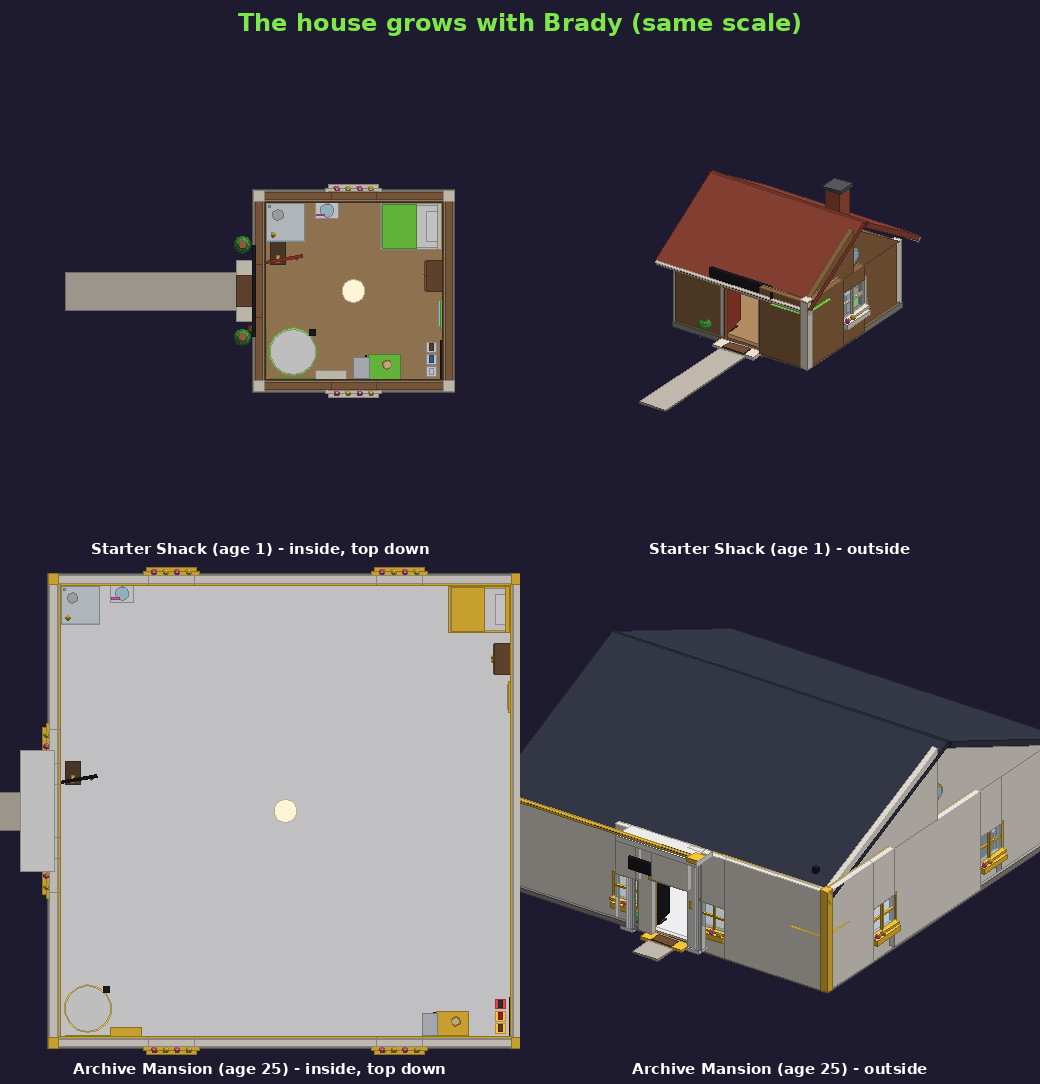 The house grows with Brady (same scale)
Starter Shack (age 1) - inside, top down
Starter Shack (age 1) - outside
Archive Mansion (age 25) - inside, top down
Archive Mansion (age 25) - outside